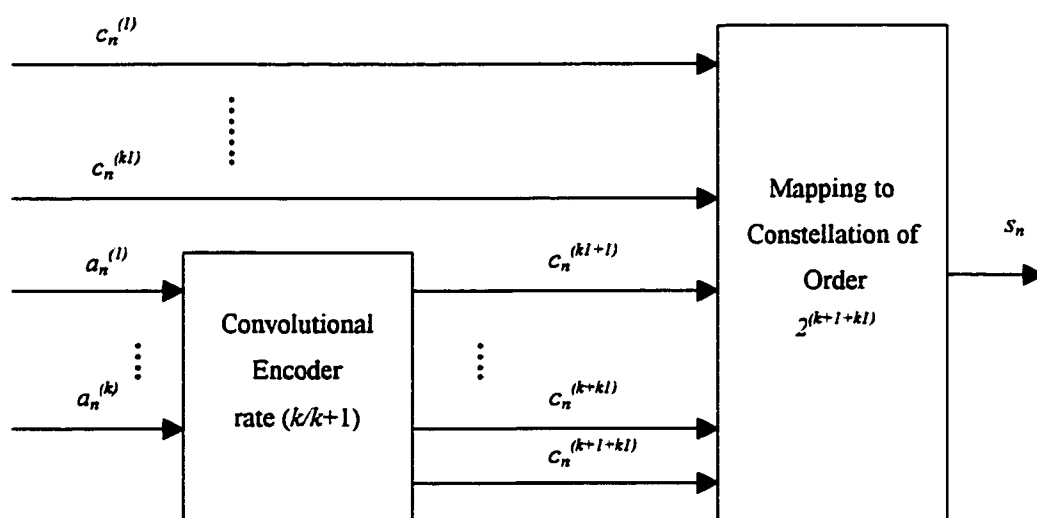 c_n^{(1)}
c_n^{(k1)}
a_n^{(1)}
a_n^{(k)}
Convolutional
Encoder
rate (k/k+1)
c_n^{(k1+1)}
c_n^{(k+k1)}
c_n^{(k+1+k1)}
Mapping to
Constellation of
Order
2^{(k+1+k1)}
s_n